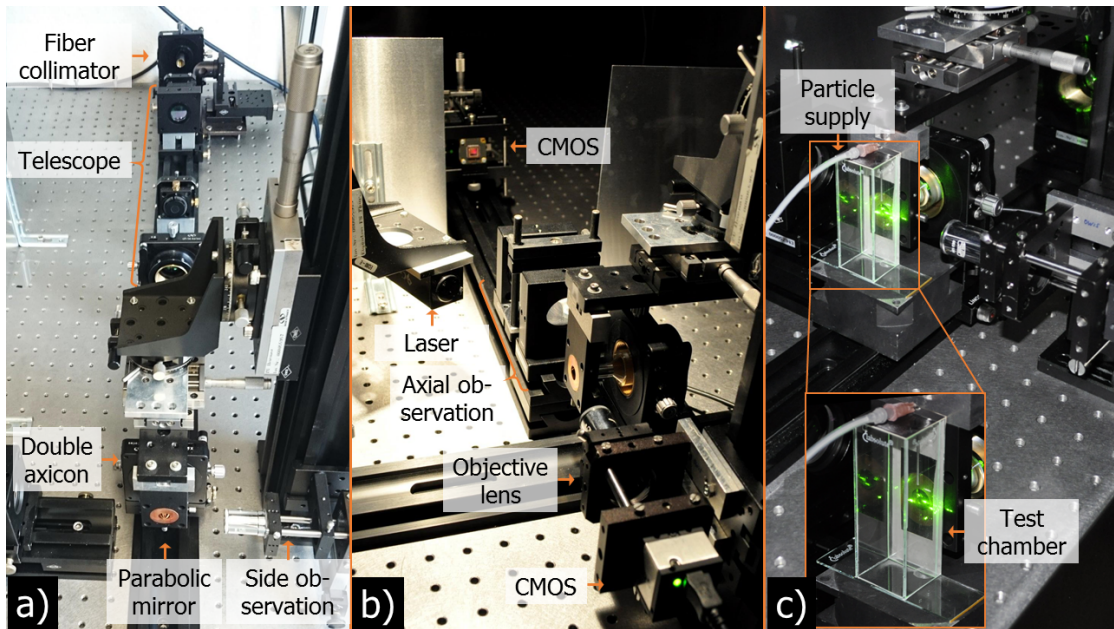 Fiber
collimator
Telescope
Double
axicon
Parabolic
mirror
Side ob-
servation
a)
CMOS
Laser
Axial ob-
servation
Objective
lens
CMOS
b)
Particle
supply
Test
chamber
c)